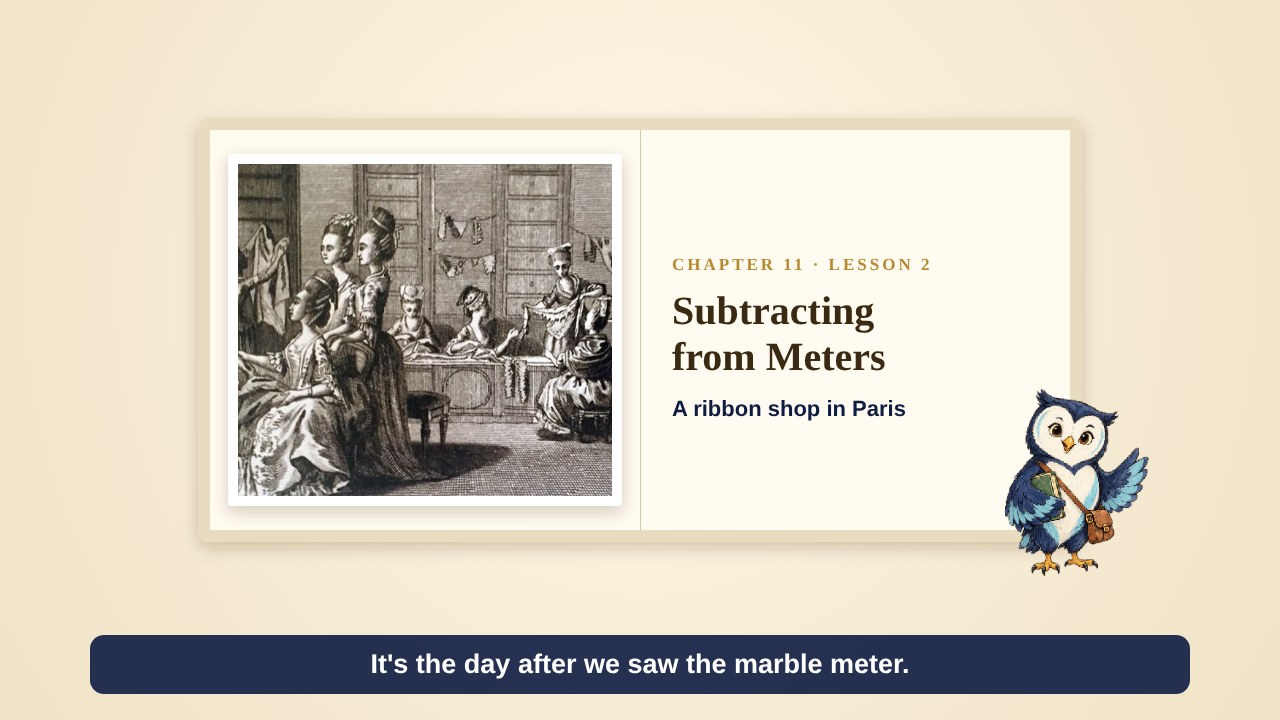 CHAPTER 11 · LESSON 2
Subtracting
from Meters
A ribbon shop in Paris
It's the day after we saw the marble meter.